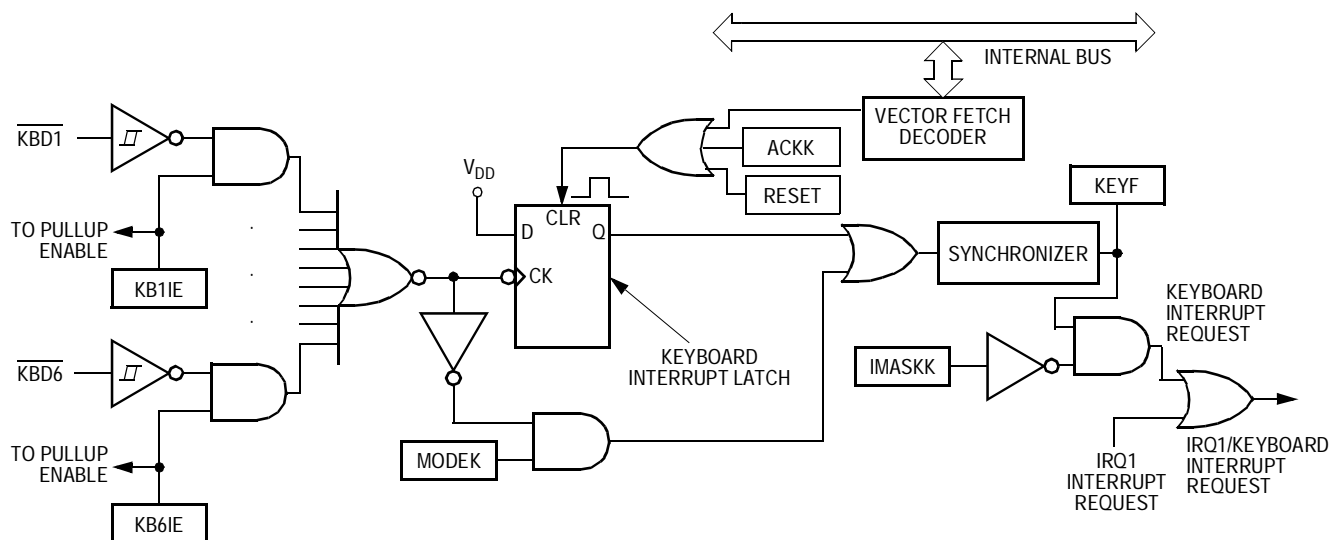 INTERNAL BUS
KBD1
VECTOR FETCH
DECODER
ACKK
VDD
RESET
KEYF
CLR
D
Q
TO PULLUP
ENABLE
SYNCHRONIZER
KB1IE
CK
KEYBOARD
INTERRUPT
REQUEST
KBD6
KEYBOARD
INTERRUPT LATCH
IMASKK
TO PULLUP
ENABLE
MODEK
IRQ1
INTERRUPT
REQUEST
IRQ1/KEYBOARD
INTERRUPT
REQUEST
KB6IE